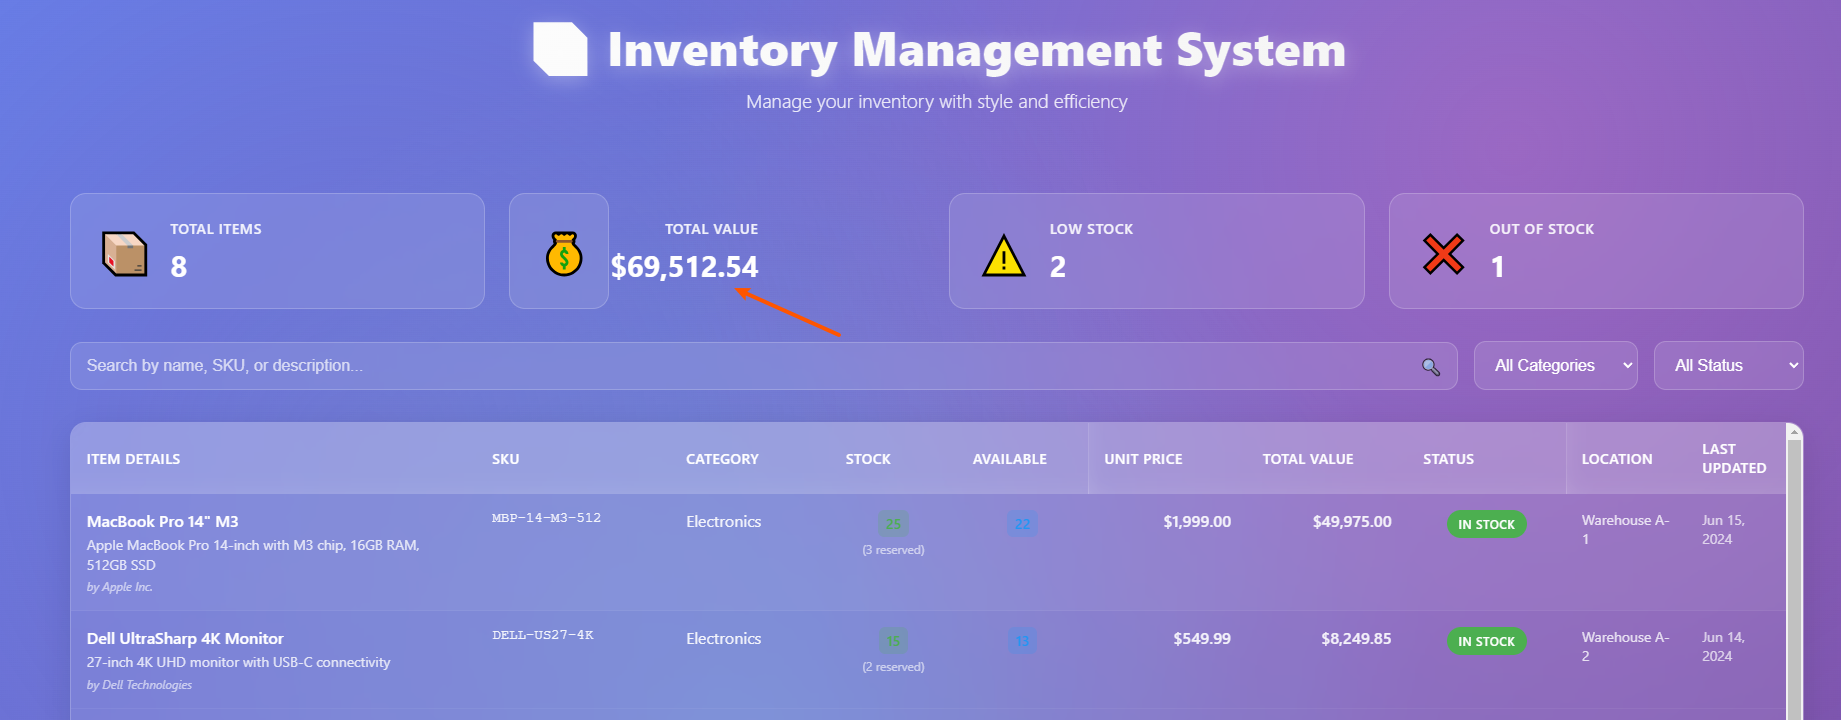 Inventory Management System
Manage your inventory with style and efficiency
TOTAL ITEMS
8
TOTAL VALUE
$69,512.54
LOW STOCK
2
OUT OF STOCK
1
Search by name, SKU, or description...
All Categories
All Status
ITEM DETAILS SKU CATEGORY STOCK AVAILABLE UNIT PRICE TOTAL VALUE STATUS LOCATION LAST UPDATED
MacBook Pro 14" M3
Apple MacBook Pro 14-inch with M3 chip, 16GB RAM,
512GB SSD
by Apple Inc.
MBP-14-M3-512
Electronics
25
(3 reserved)
22
$1,999.00
$49,975.00
IN STOCK
Warehouse A-
1
Jun 15,
2024
Dell UltraSharp 4K Monitor
27-inch 4K UHD monitor with USB-C connectivity
by Dell Technologies
DELL-US27-4K
Electronics
15
(2 reserved)
13
$549.99
$8,249.85
IN STOCK
Warehouse A-
2
Jun 14,
2024